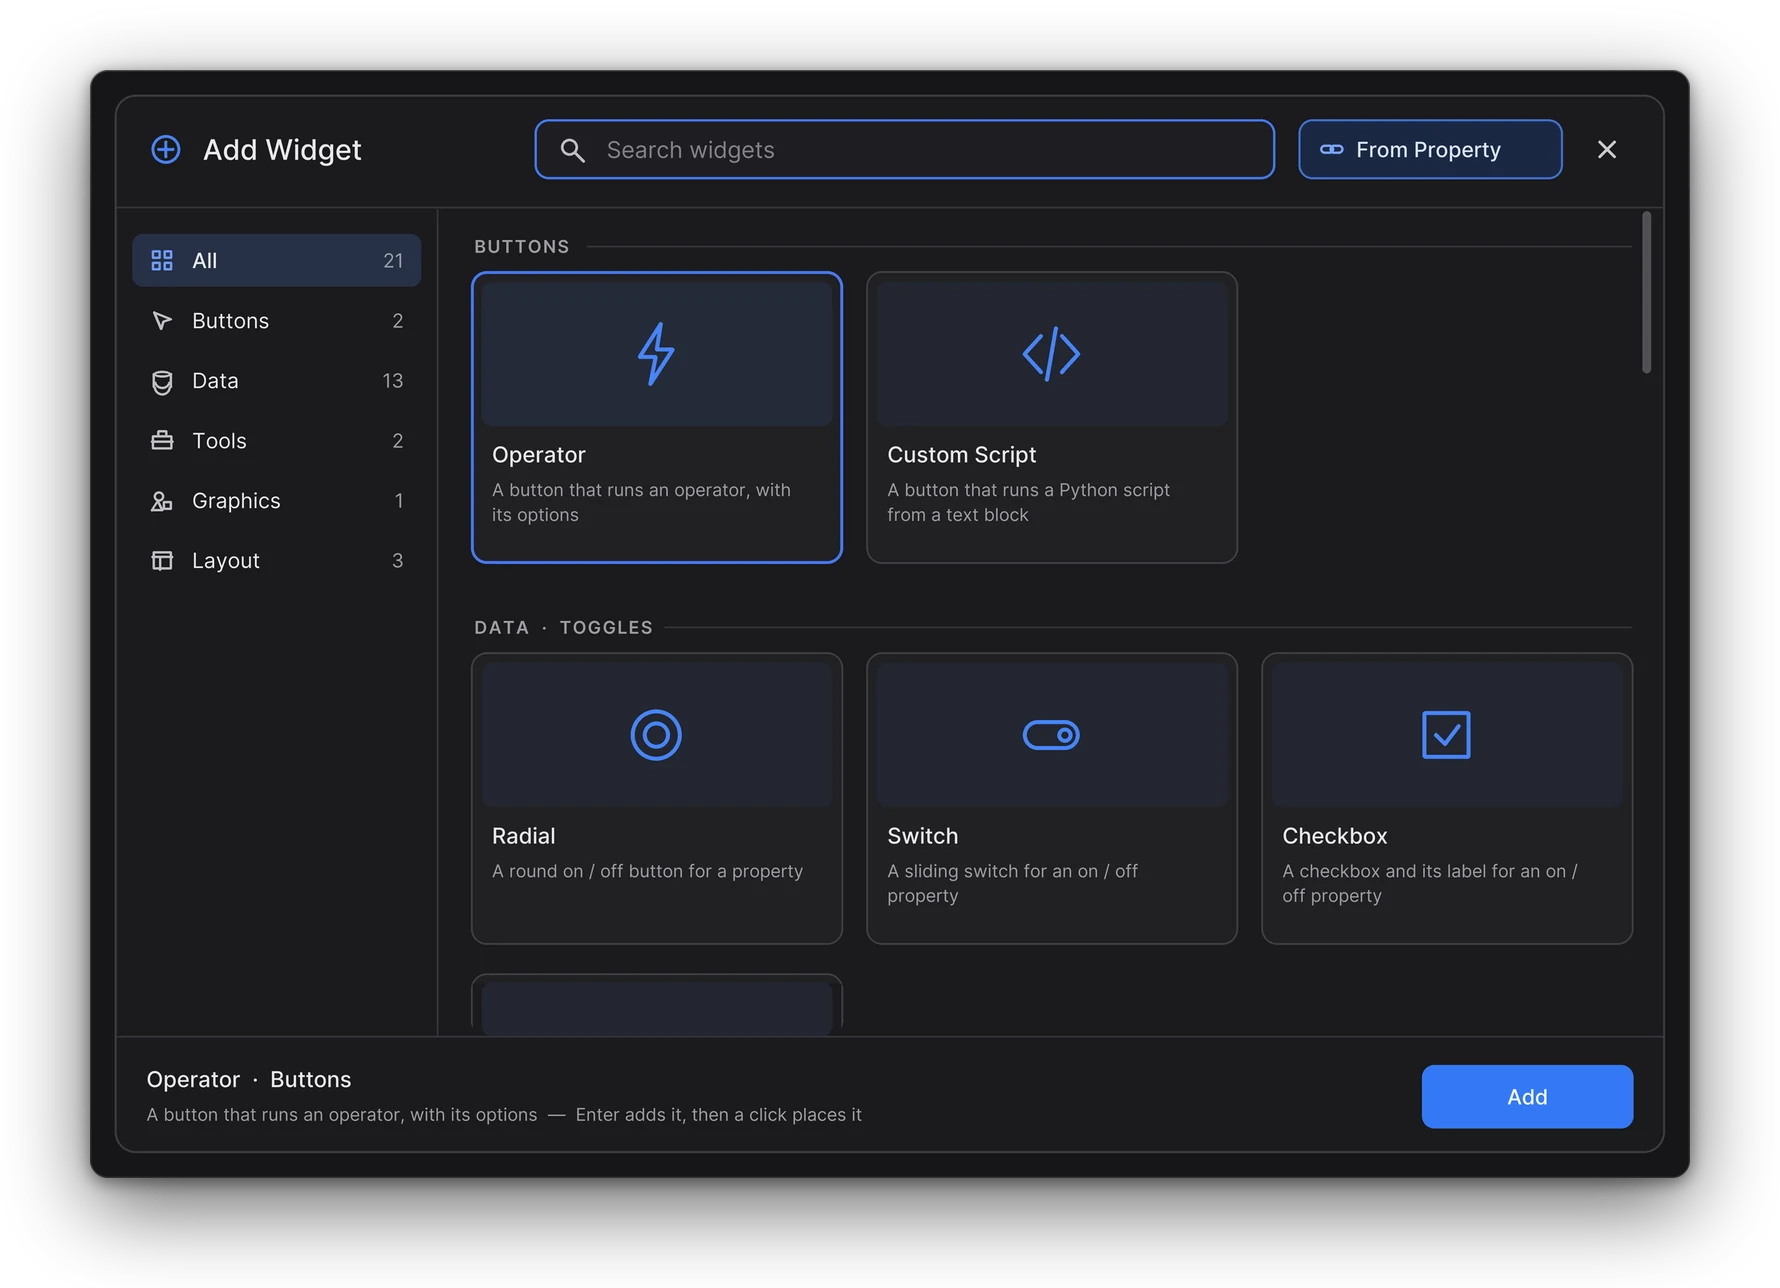 Add Widget
Search widgets
From Property
All 21
Buttons 2
Data 13
Tools 2
Graphics 1
Layout 3
BUTTONS
Operator
A button that runs an operator, with
its options
Custom Script
A button that runs a Python script
from a text block
DATA · TOGGLES
Radial
A round on / off button for a property
Switch
A sliding switch for an on / off
property
Checkbox
A checkbox and its label for an on /
off property
Operator · Buttons
A button that runs an operator, with its options — Enter adds it, then a click places it
Add